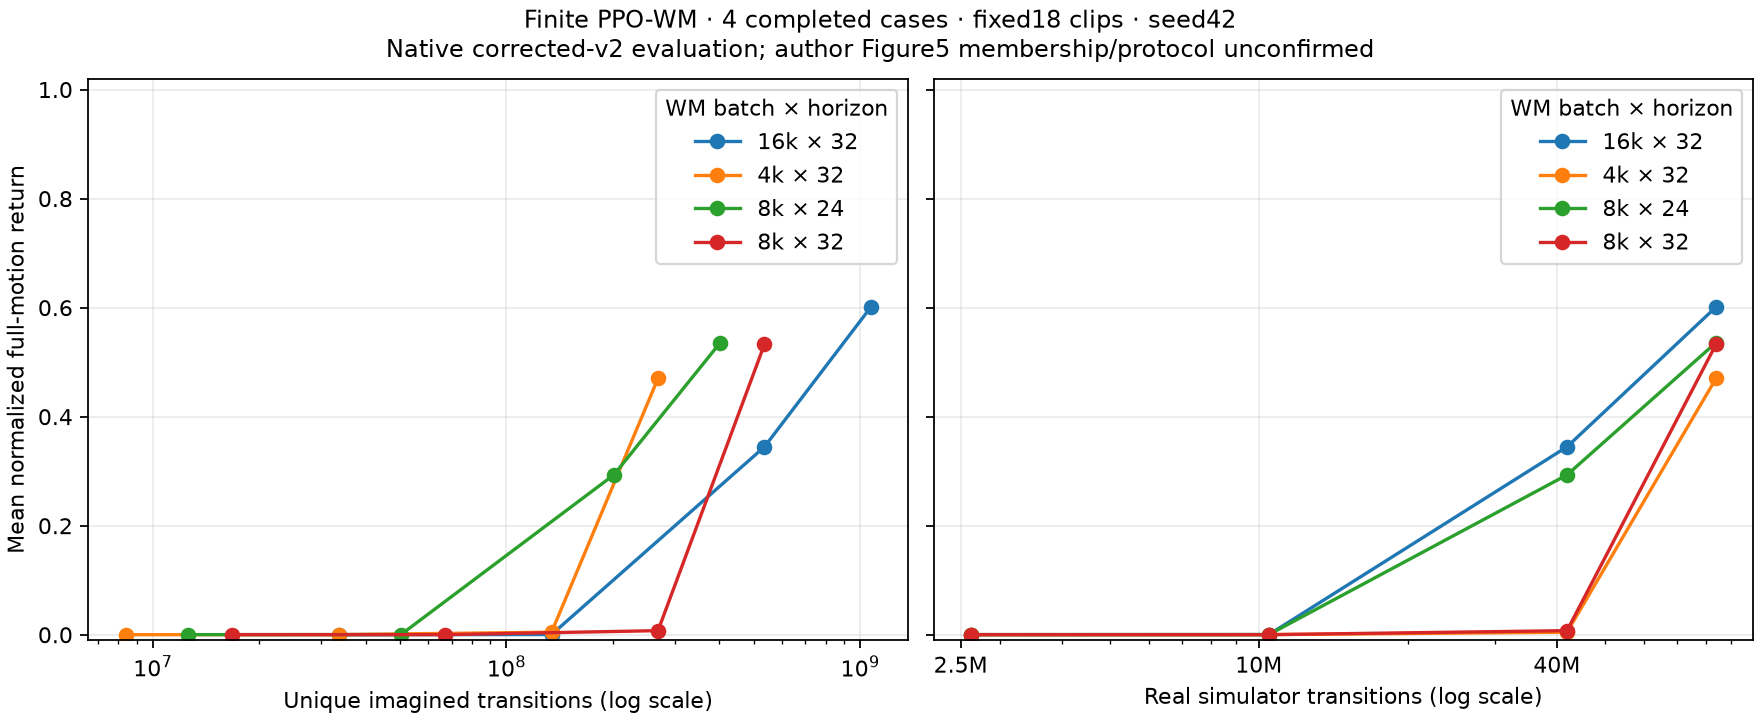 Finite PPO-WM · 4 completed cases · fixed18 clips · seed42
Native corrected-v2 evaluation; author Figure5 membership/protocol unconfirmed
Mean normalized full-motion return
1.0
0.8
0.6
0.4
0.2
0.0
WM batch × horizon
16k × 32
4k × 32
8k × 24
8k × 32
10⁷
10⁸
10⁹
Unique imagined transitions (log scale)
WM batch × horizon
16k × 32
4k × 32
8k × 24
8k × 32
2.5M
10M
40M
Real simulator transitions (log scale)